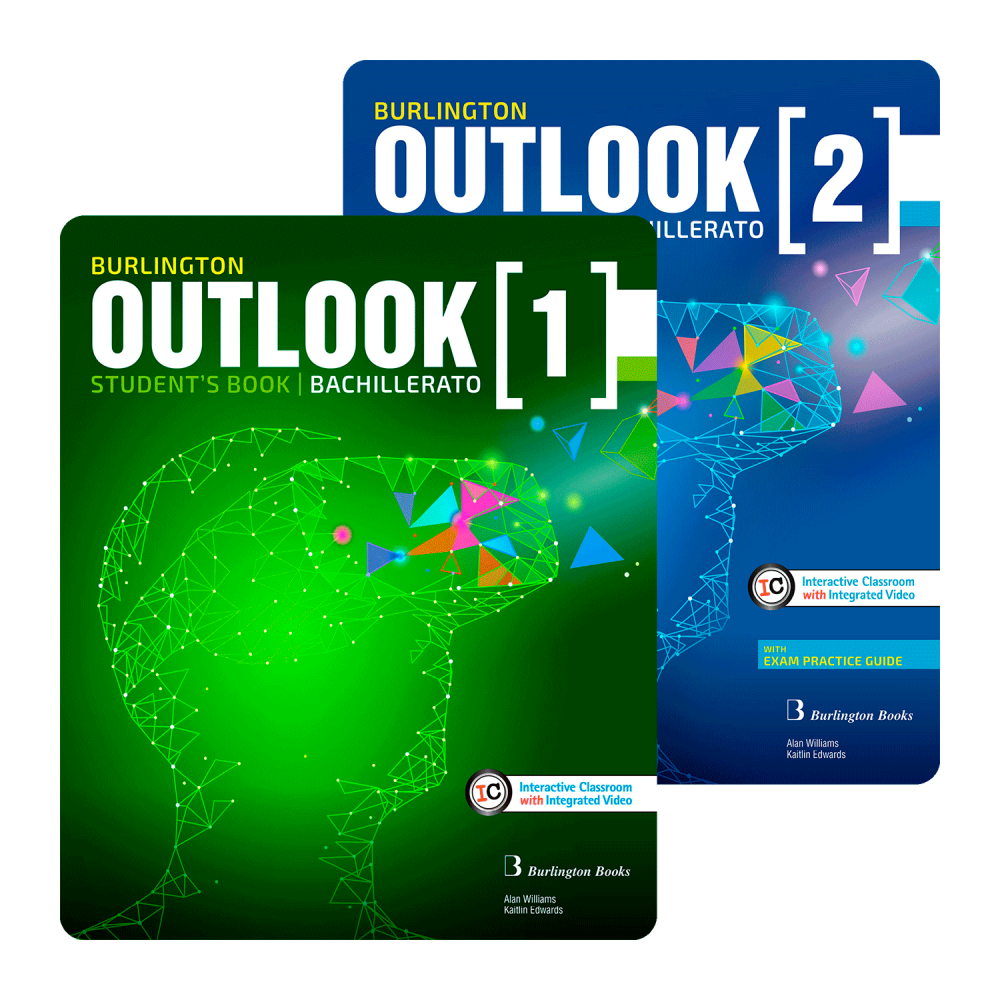 BURLINGTON
OUTLOOK [2]
ILLERATO
IC
Interactive Classroom
with Integrated Video
WITH
EXAM PRACTICE GUIDE
B Burlington Books
Alan Williams
Kaitlin Edwards
BURLINGTON
OUTLOOK [1]
STUDENT'S BOOK | BACHILLERATO
IC
Interactive Classroom
with Integrated Video
B Burlington Books
Alan Williams
Kaitlin Edwards